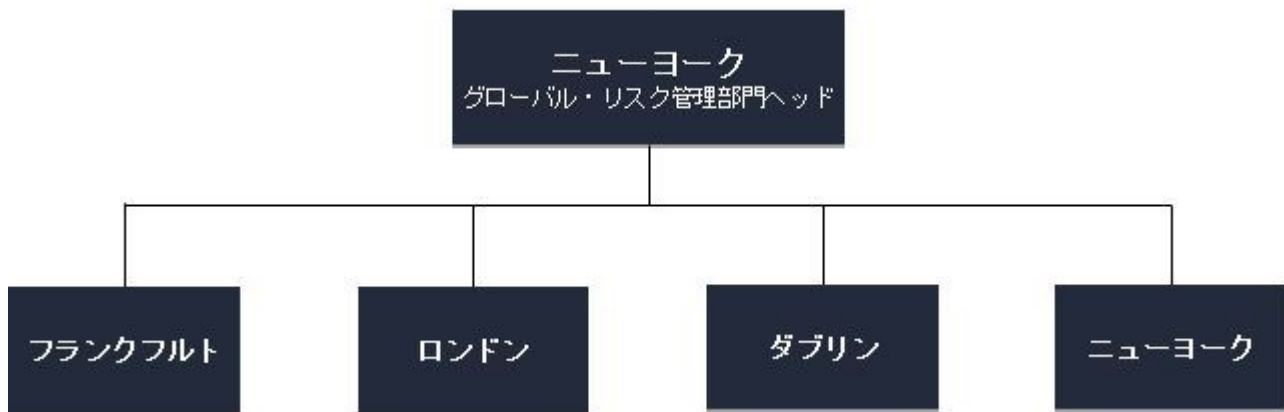 ニューヨーク
グローバル・リスク管理部門ヘッド
フランクフルト
ロンドン
ダブリン
ニューヨーク